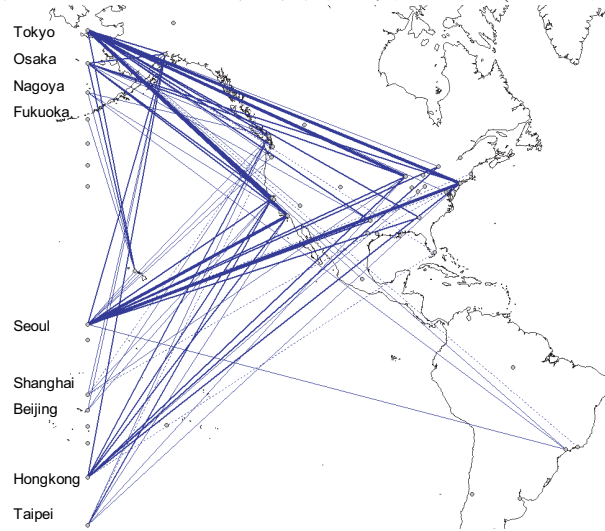 Tokyo
Osaka
Nagoya
Fukuoka
Seoul
Shanghai
Beijing
Hongkong
Taipei